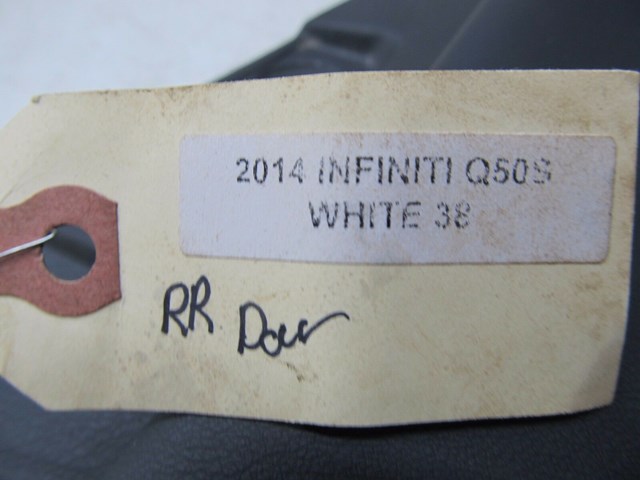 2014 INFINITI Q50S
WHITE 38
RR Door